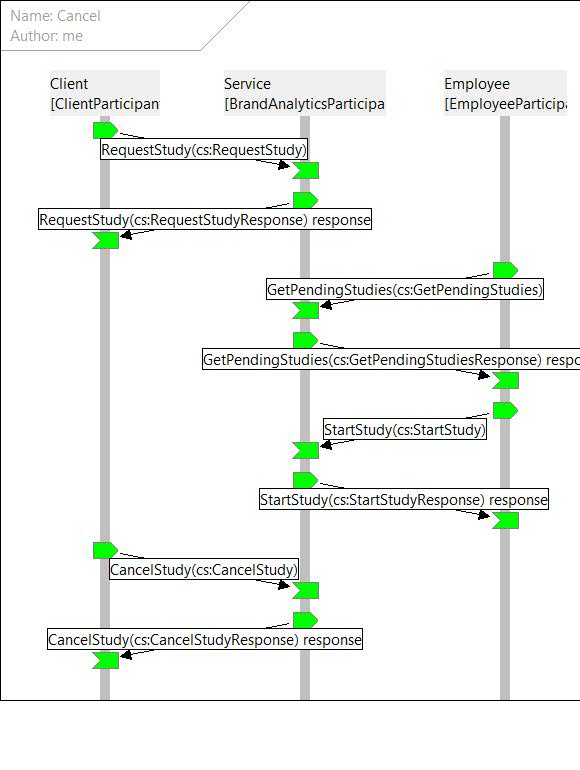 Name: Cancel
Author: me
Client
[ClientParticipan
Service
[BrandAnalyticsParticipa
Employee
[EmployeePartici
RequestStudy(cs:RequestStudy)
RequestStudy(cs:RequestStudyResponse) response
GetPendingStudies(cs:GetPendingStudies)
GetPendingStudies(cs:GetPendingStudiesResponse) respo
StartStudy(cs:StartStudy)
StartStudy(cs:StartStudyResponse) response
CancelStudy(cs:CancelStudy)
CancelStudy(cs:CancelStudyResponse) response